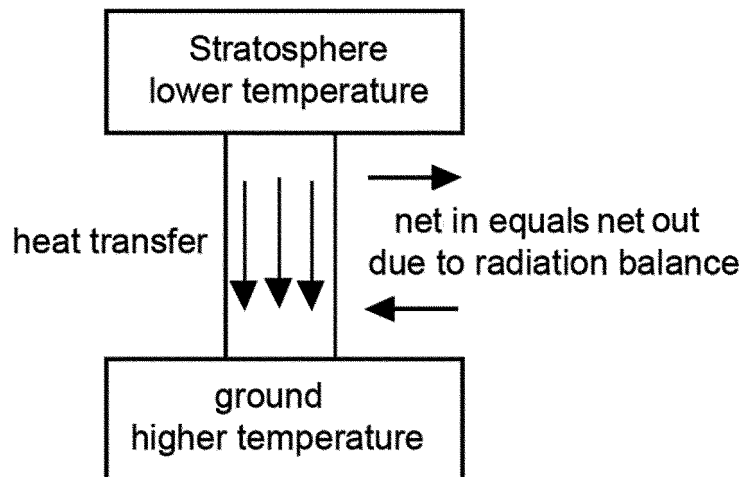 Stratosphere
lower temperature
heat transfer
net in equals net out
due to radiation balance
ground
higher temperature